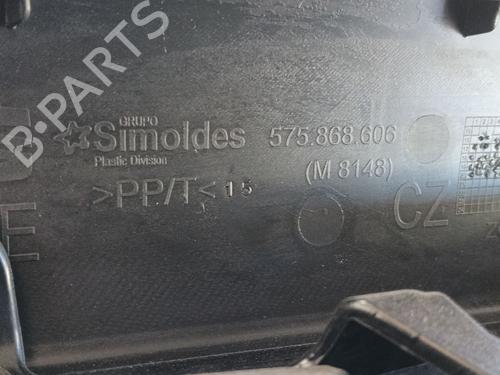 B-PARTS
GRUPO
Simoldes 575.868.606
Plastic Division
>PP/T< 15 (M 8148)
CZ